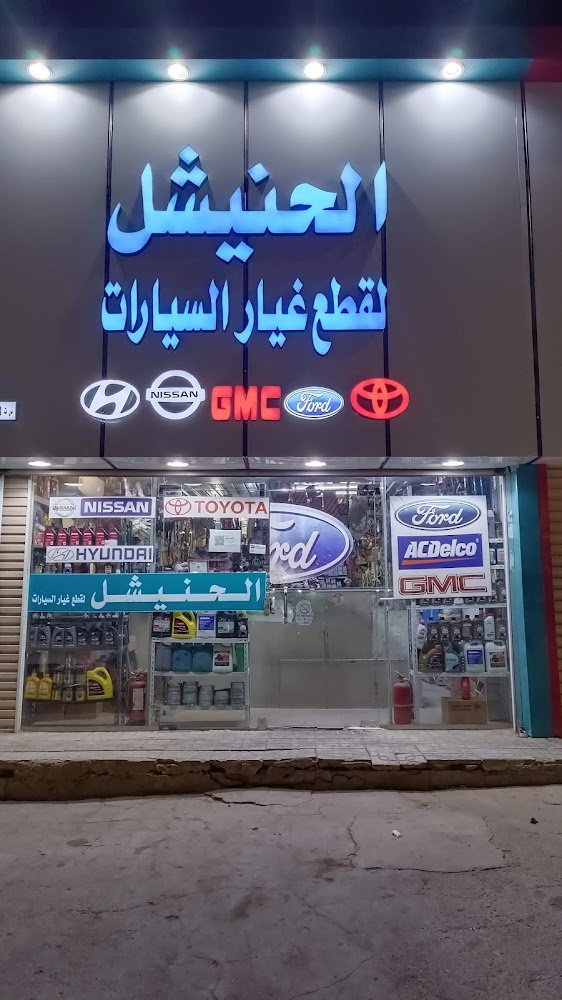 الحنيشل
لقطع غيار السيارات
NISSAN
GMC
Ford
NISSAN
TOYOTA
HYUNDAI
Ford
ACDelco
GMC
الحنيشل
لقطع غيار السيارات